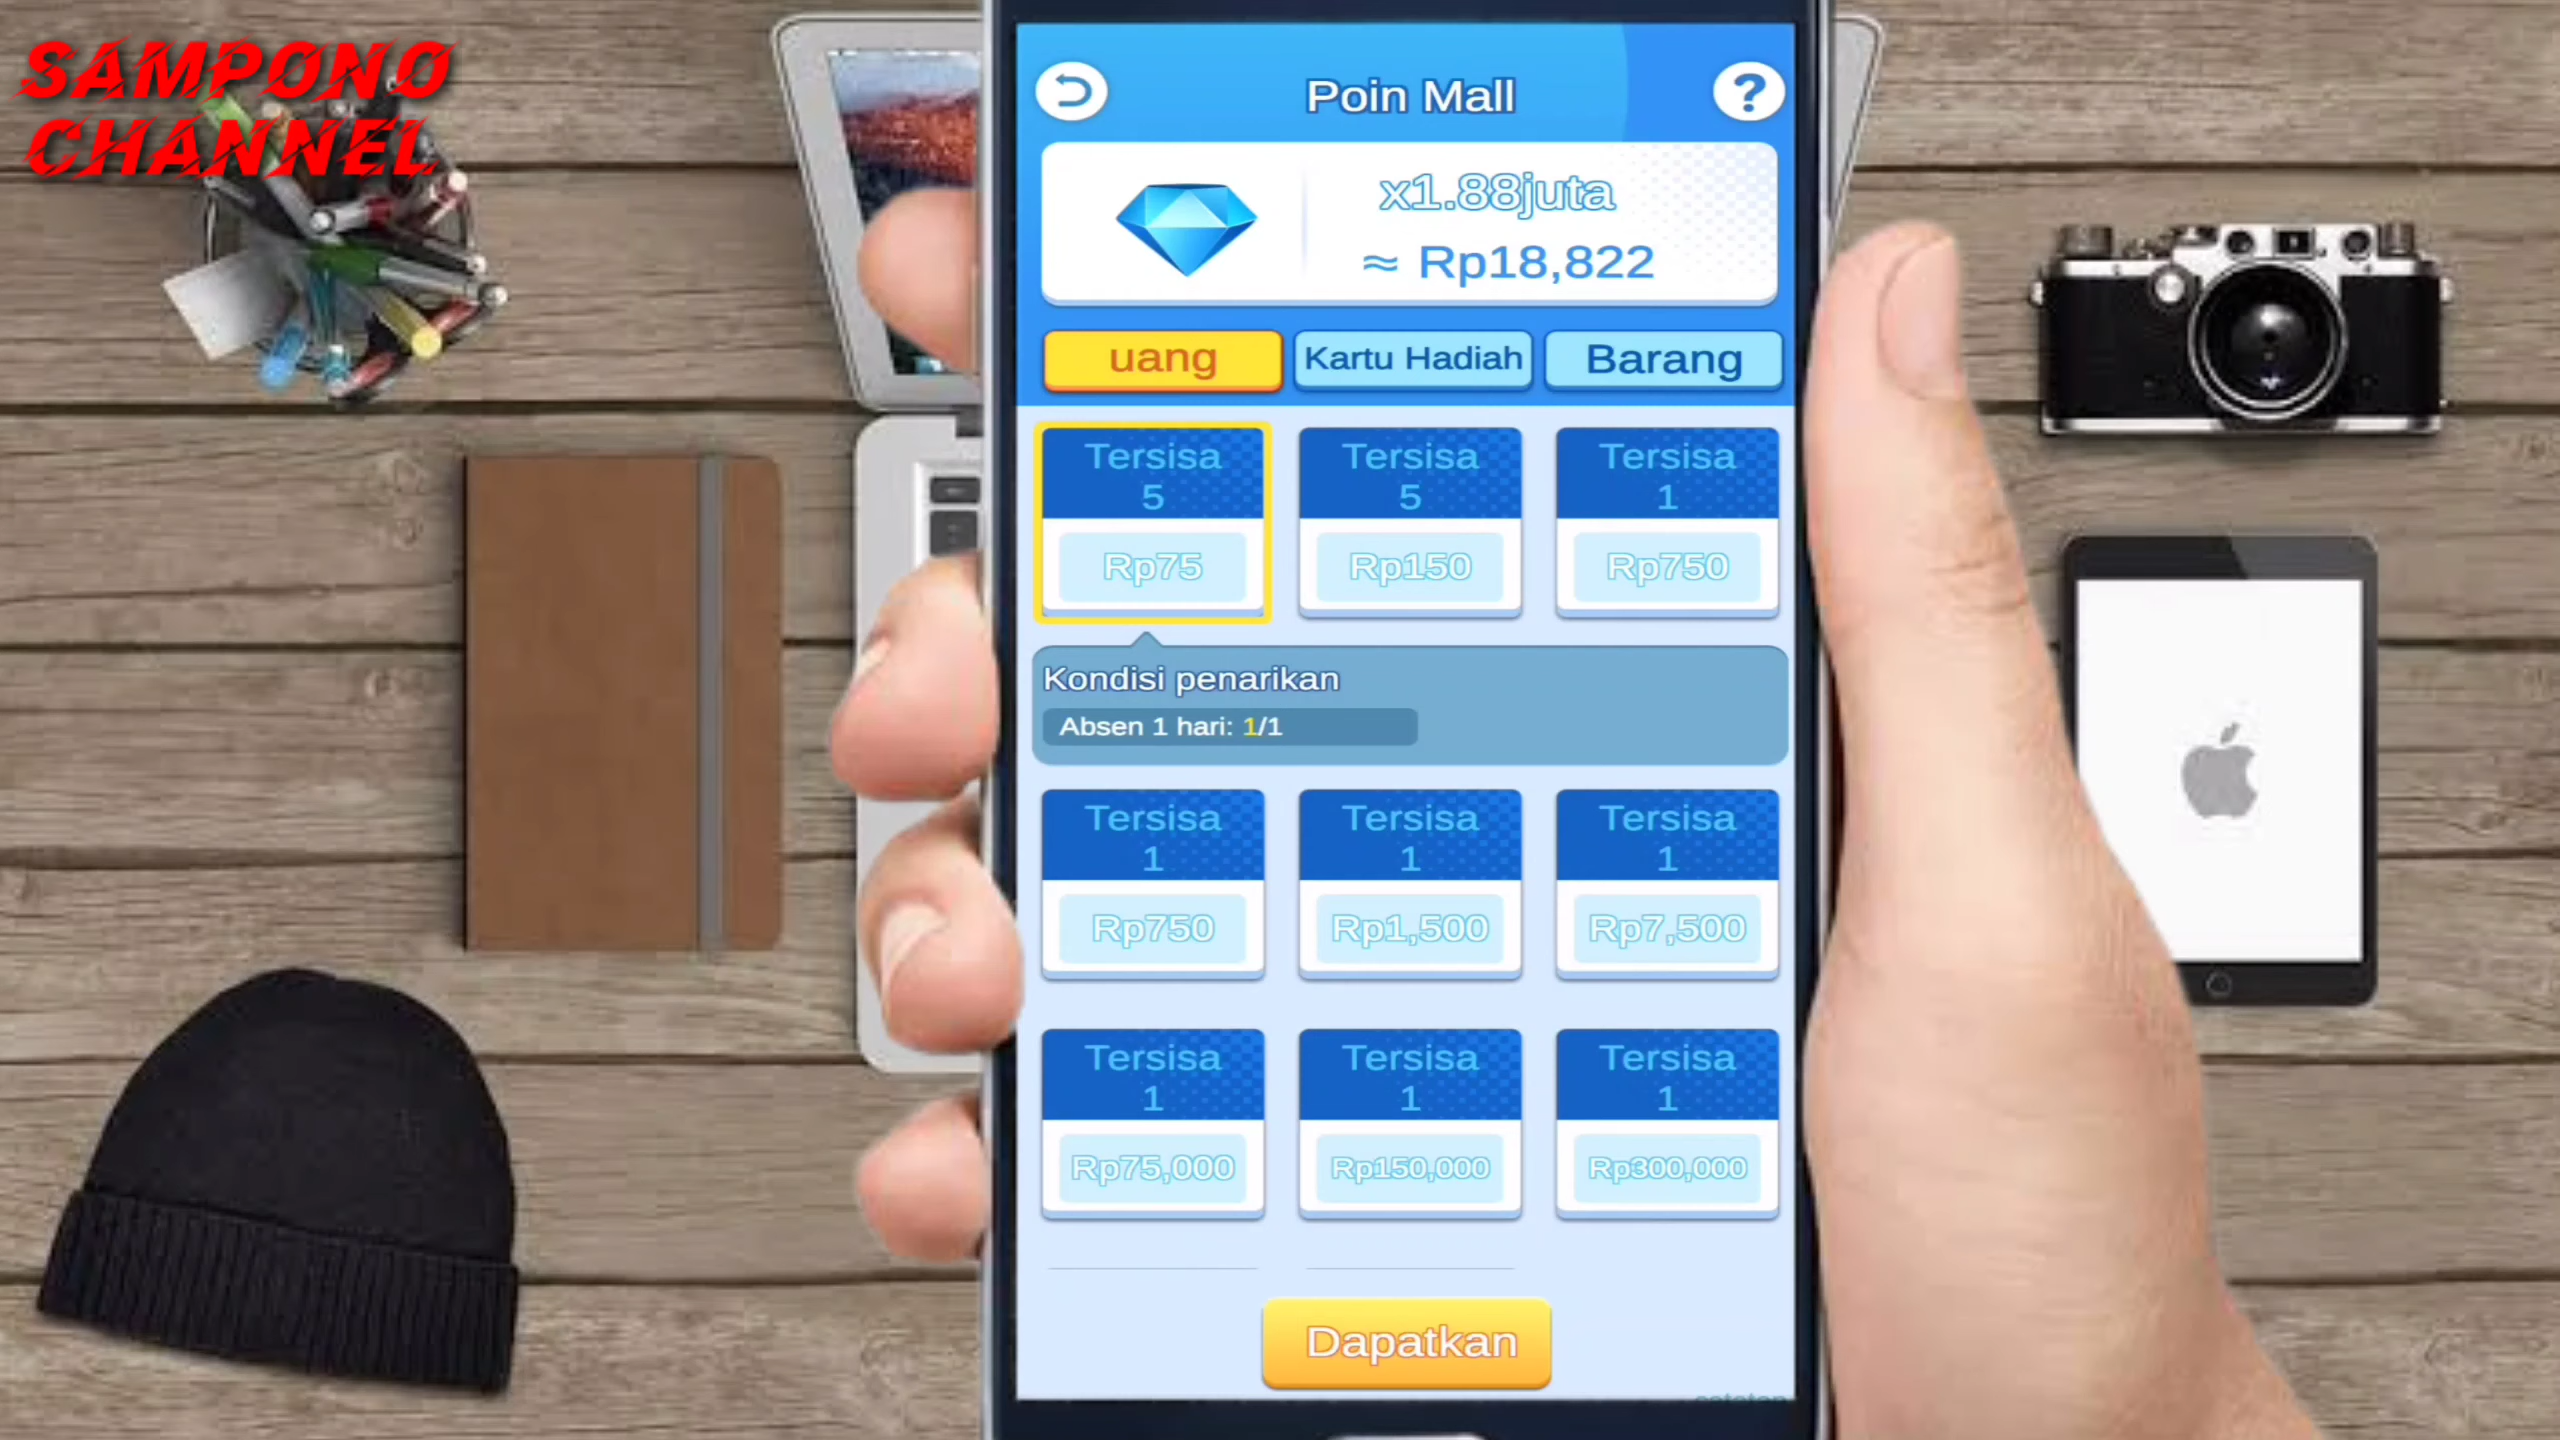 SAMPONO
CHANNEL
Poin Mall
?
x1.88juta
≈ Rp18,822
uang
Kartu Hadiah
Barang
Tersisa
5
Rp75
Tersisa
5
Rp150
Tersisa
1
Rp750
Kondisi penarikan
Absen 1 hari: 1/1
Tersisa
1
Rp750
Tersisa
1
Rp1,500
Tersisa
1
Rp7,500
Tersisa
1
Rp75,000
Tersisa
1
Rp150,000
Tersisa
1
Rp300,000
Dapatkan